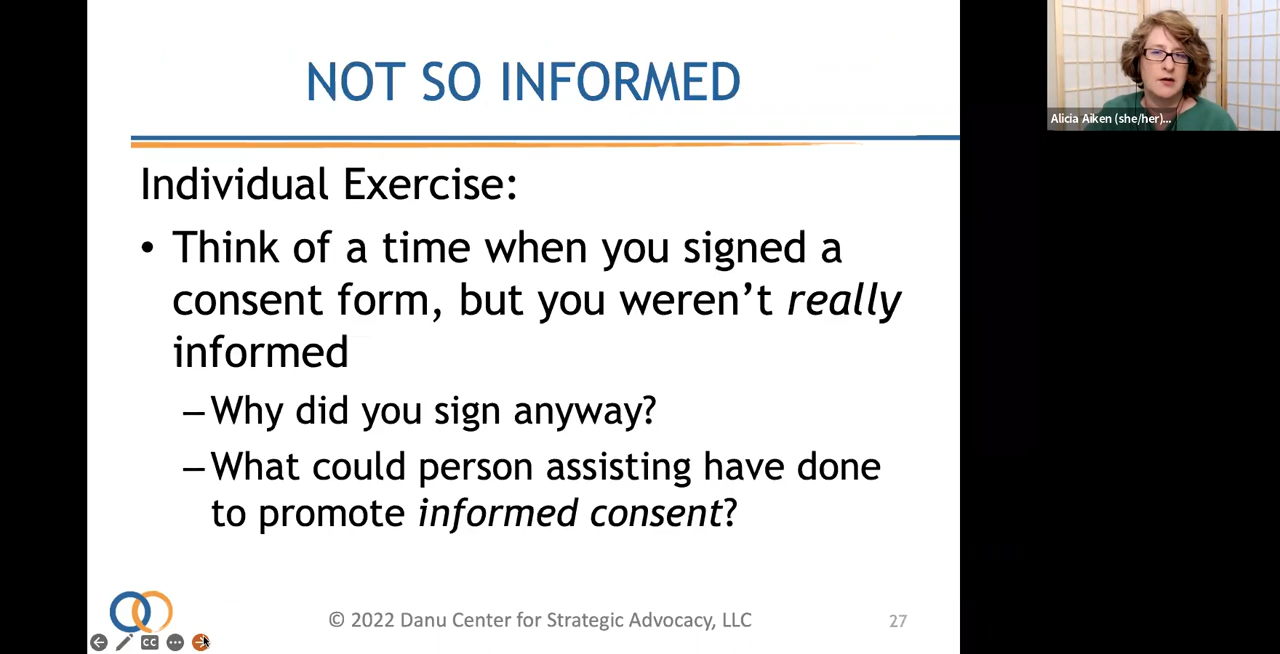 NOT SO INFORMED
Individual Exercise:
• Think of a time when you signed a
consent form, but you weren’t really
informed
–Why did you sign anyway?
–What could person assisting have done
to promote informed consent?
© 2022 Danu Center for Strategic Advocacy, LLC
27
CC
Alicia Aiken (she/her)...